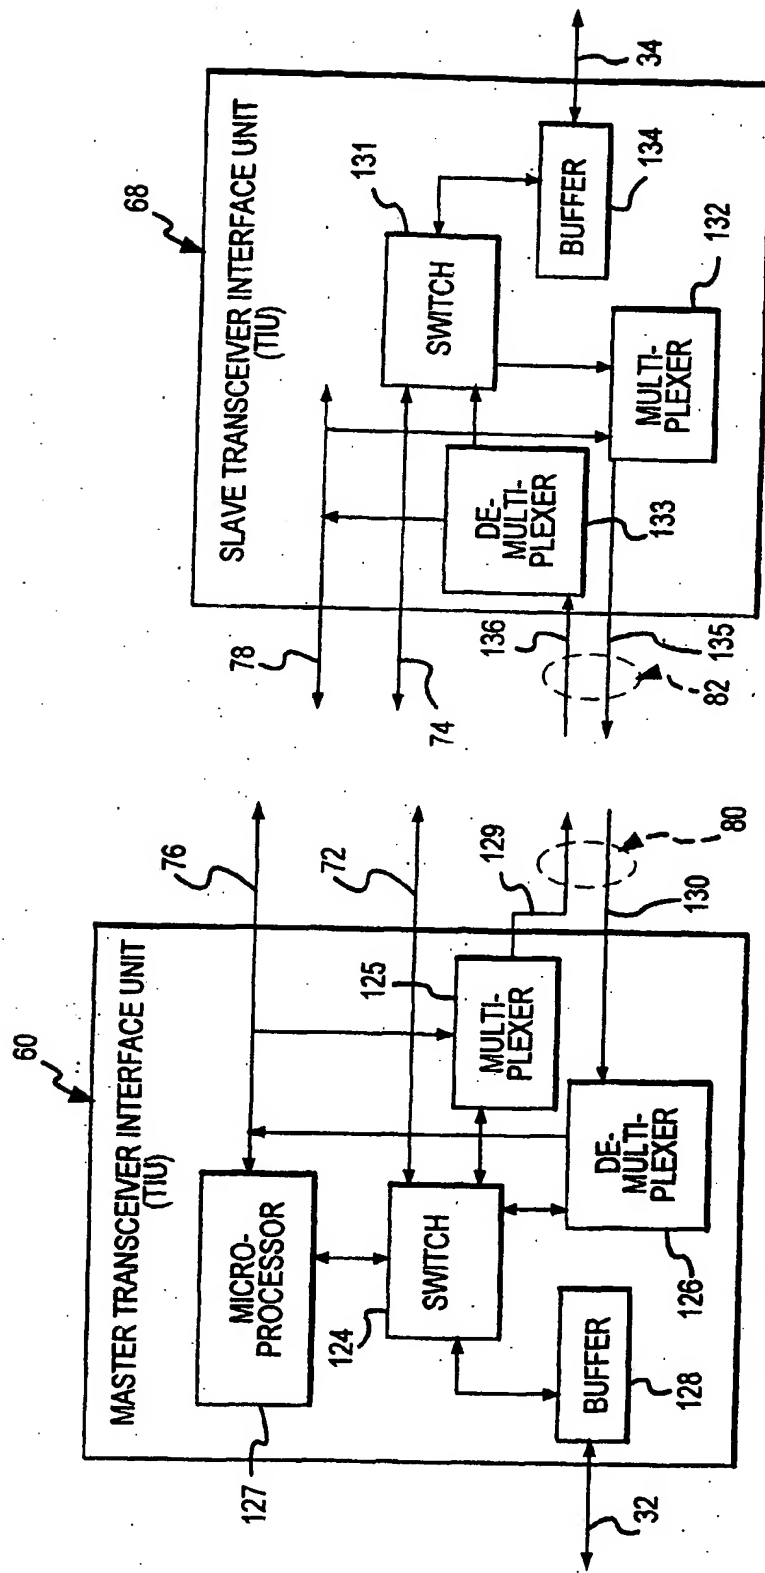 60
MASTER TRANSCEIVER INTERFACE UNIT
(TIU)
MICRO-
PROCESSOR
127
76
SWITCH
124
72
MULTI-
PLEXER
125
129
DE-
MULTI-
PLEXER
126
130
80
BUFFER
128
32
68
SLAVE TRANSCEIVER INTERFACE UNIT
(TIU)
78
74
SWITCH
131
DE-
MULTI-
PLEXER
133
136
135
82
BUFFER
134
34
MULTI-
PLEXER
132